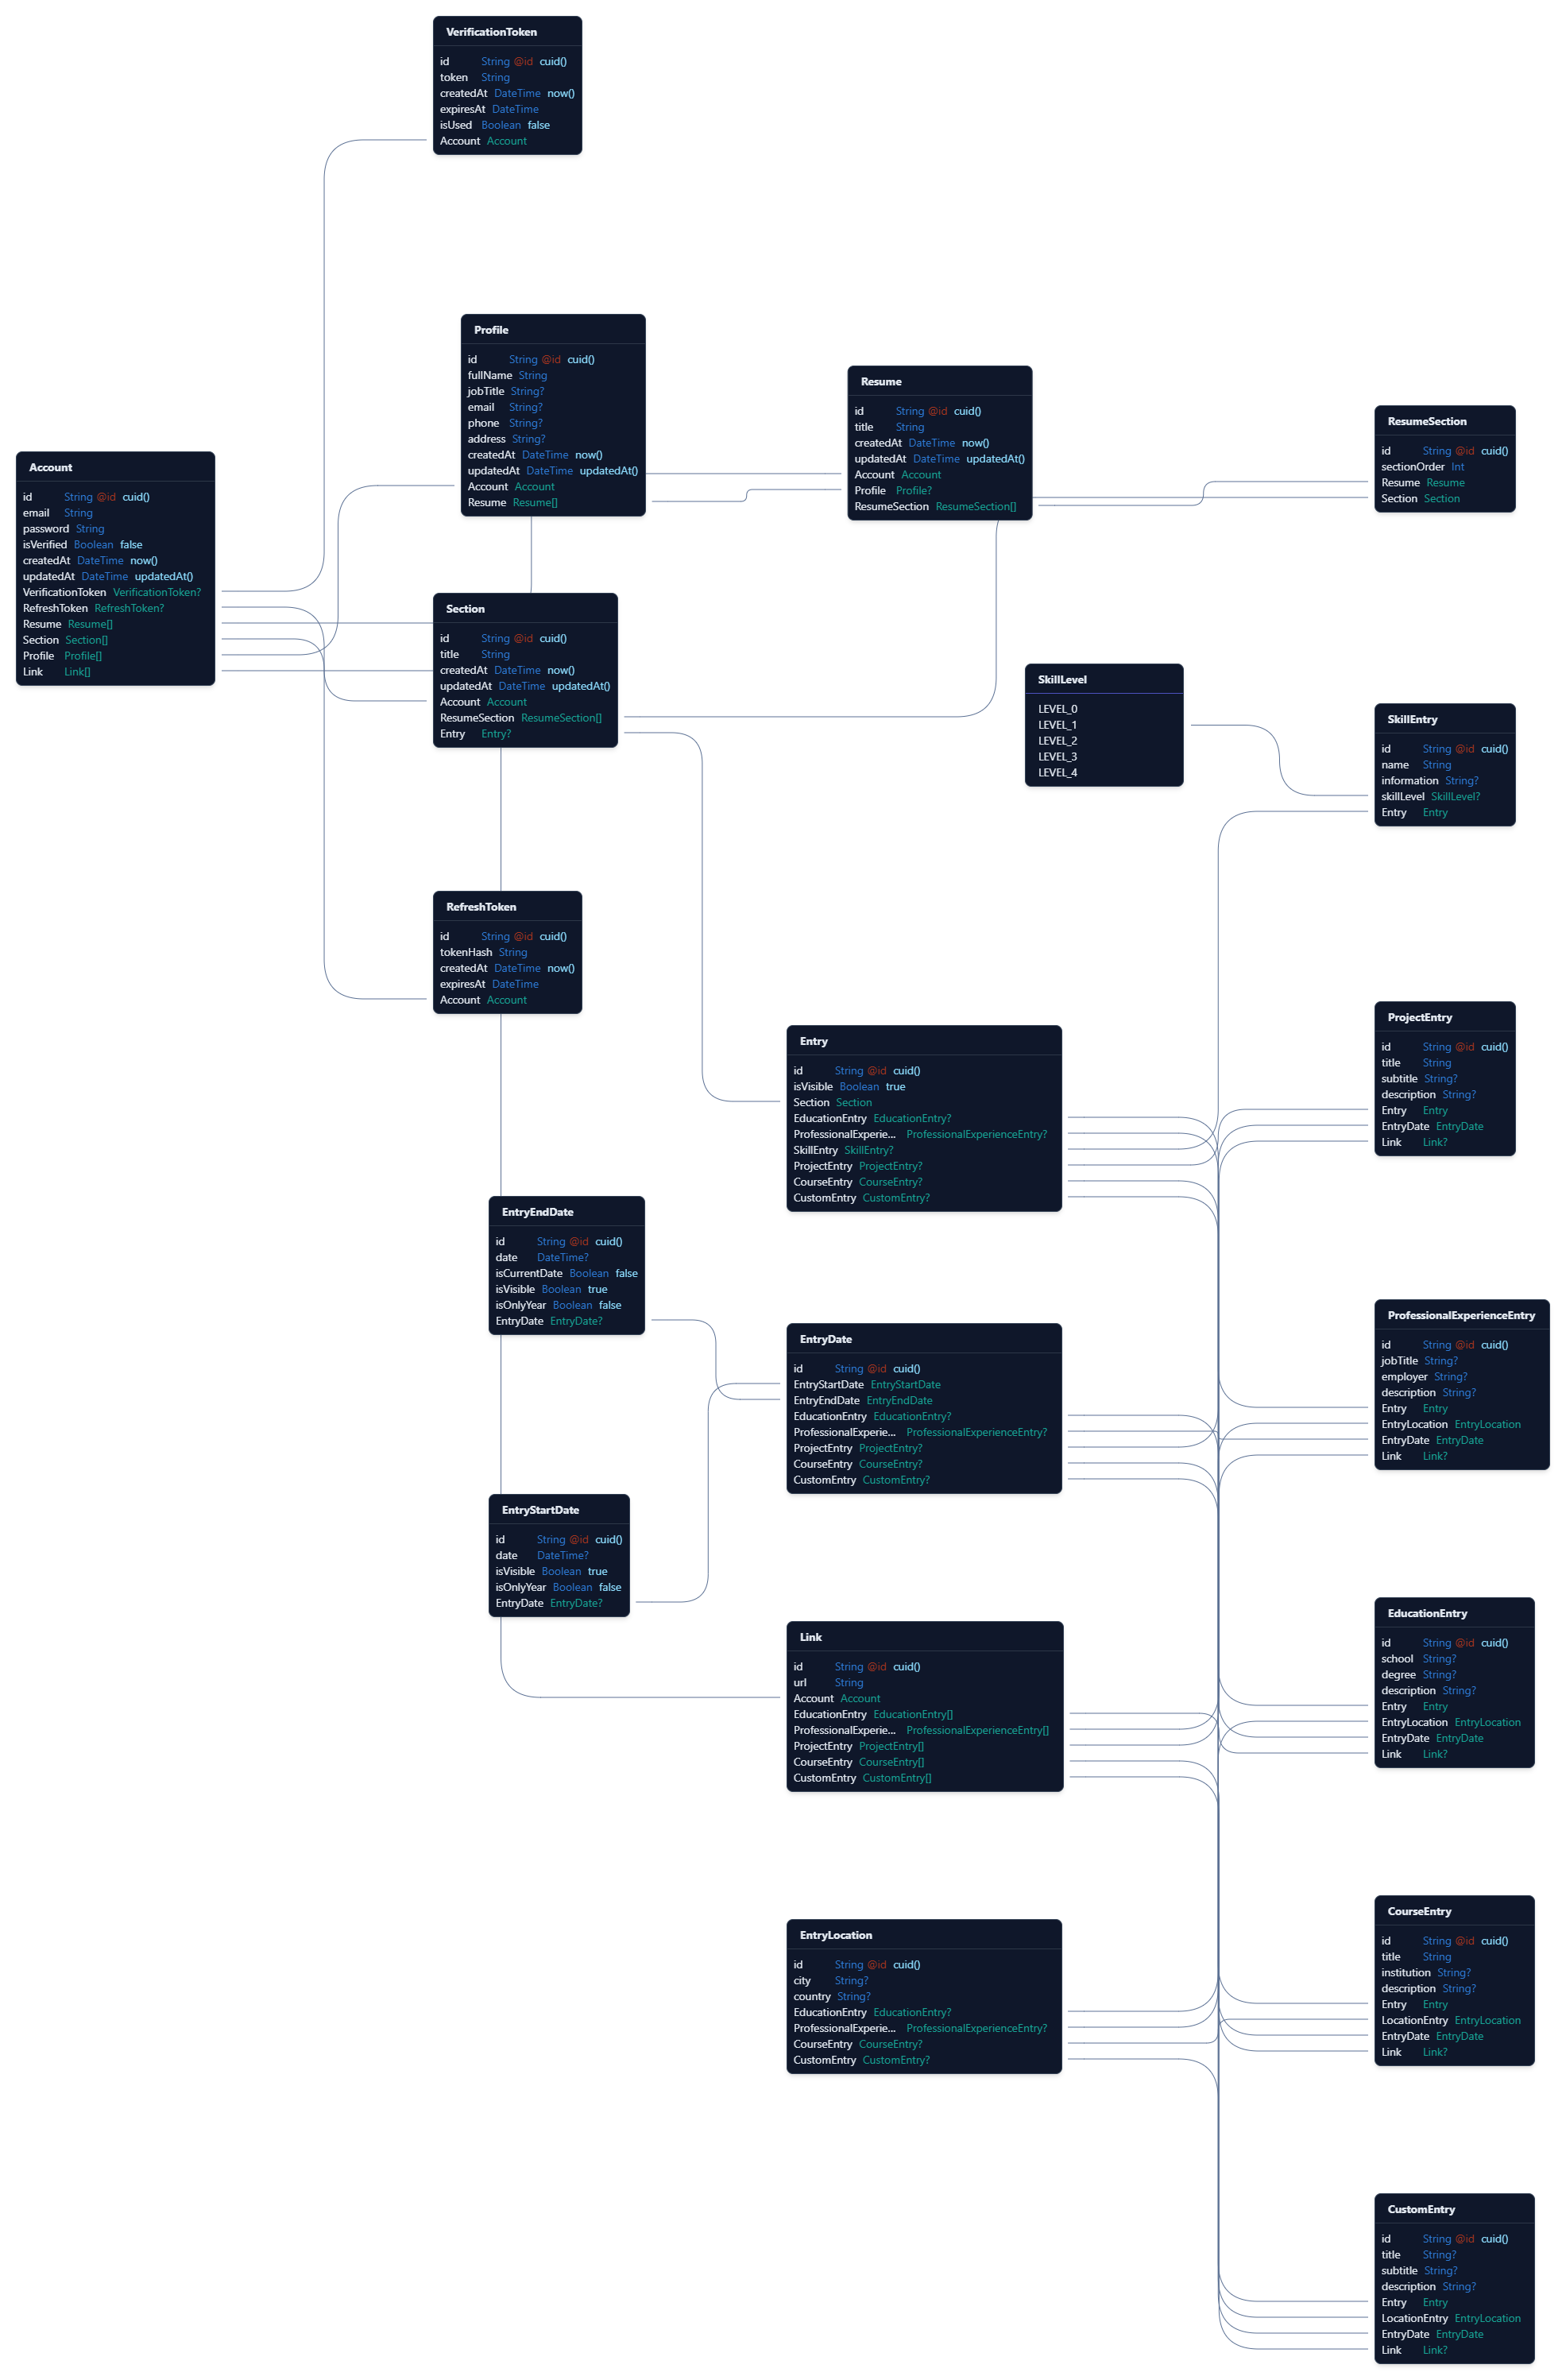 VerificationToken
id String @id cuid()
token String
createdAt DateTime now()
expiresAt DateTime
isUsed Boolean false
Account Account
Profile
id String @id cuid()
fullName String
jobTitle String?
email String?
phone String?
address String?
createdAt DateTime now()
updatedAt DateTime updatedAt()
Account Account
Resume Resume[]
Resume
id String @id cuid()
title String
createdAt DateTime now()
updatedAt DateTime updatedAt()
Account Account
Profile Profile?
ResumeSection ResumeSection[]
ResumeSection
id String @id cuid()
sectionOrder Int
Resume Resume
Section Section
Account
id String @id cuid()
email String
password String
isVerified Boolean false
createdAt DateTime now()
updatedAt DateTime updatedAt()
VerificationToken VerificationToken?
RefreshToken RefreshToken?
Resume Resume[]
Section Section[]
Profile Profile[]
Link Link[]
Section
id String @id cuid()
title String
createdAt DateTime now()
updatedAt DateTime updatedAt()
Account Account
ResumeSection ResumeSection[]
Entry Entry?
SkillLevel
LEVEL_0
LEVEL_1
LEVEL_2
LEVEL_3
LEVEL_4
SkillEntry
id String @id cuid()
name String
information String?
skillLevel SkillLevel?
Entry Entry
RefreshToken
id String @id cuid()
tokenHash String
createdAt DateTime now()
expiresAt DateTime
Account Account
Entry
id String @id cuid()
isVisible Boolean true
Section Section
EducationEntry EducationEntry?
ProfessionalExperie... ProfessionalExperienceEntry?
SkillEntry SkillEntry?
ProjectEntry ProjectEntry?
CourseEntry CourseEntry?
CustomEntry CustomEntry?
ProjectEntry
id String @id cuid()
title String
subtitle String?
description String?
Entry Entry
EntryDate EntryDate
Link Link?
EntryEndDate
id String @id cuid()
date DateTime?
isCurrentDate Boolean false
isVisible Boolean true
isOnlyYear Boolean false
EntryDate EntryDate?
EntryDate
id String @id cuid()
EntryStartDate EntryStartDate
EntryEndDate EntryEndDate
EducationEntry EducationEntry?
ProfessionalExperie... ProfessionalExperienceEntry?
ProjectEntry ProjectEntry?
CourseEntry CourseEntry?
CustomEntry CustomEntry?
ProfessionalExperienceEntry
id String @id cuid()
jobTitle String?
employer String?
description String?
Entry Entry
EntryLocation EntryLocation
EntryDate EntryDate
Link Link?
EntryStartDate
id String @id cuid()
date DateTime?
isVisible Boolean true
isOnlyYear Boolean false
EntryDate EntryDate?
Link
id String @id cuid()
url String
Account Account
EducationEntry EducationEntry[]
ProfessionalExperie... ProfessionalExperienceEntry[]
ProjectEntry ProjectEntry[]
CourseEntry CourseEntry[]
CustomEntry CustomEntry[]
EducationEntry
id String @id cuid()
school String?
degree String?
description String?
Entry Entry
EntryLocation EntryLocation
EntryDate EntryDate
Link Link?
EntryLocation
id String @id cuid()
city String?
country String?
EducationEntry EducationEntry?
ProfessionalExperie... ProfessionalExperienceEntry?
CourseEntry CourseEntry?
CustomEntry CustomEntry?
CourseEntry
id String @id cuid()
title String
institution String?
description String?
Entry Entry
LocationEntry EntryLocation
EntryDate EntryDate
Link Link?
CustomEntry
id String @id cuid()
title String?
subtitle String?
description String?
Entry Entry
LocationEntry EntryLocation
EntryDate EntryDate
Link Link?